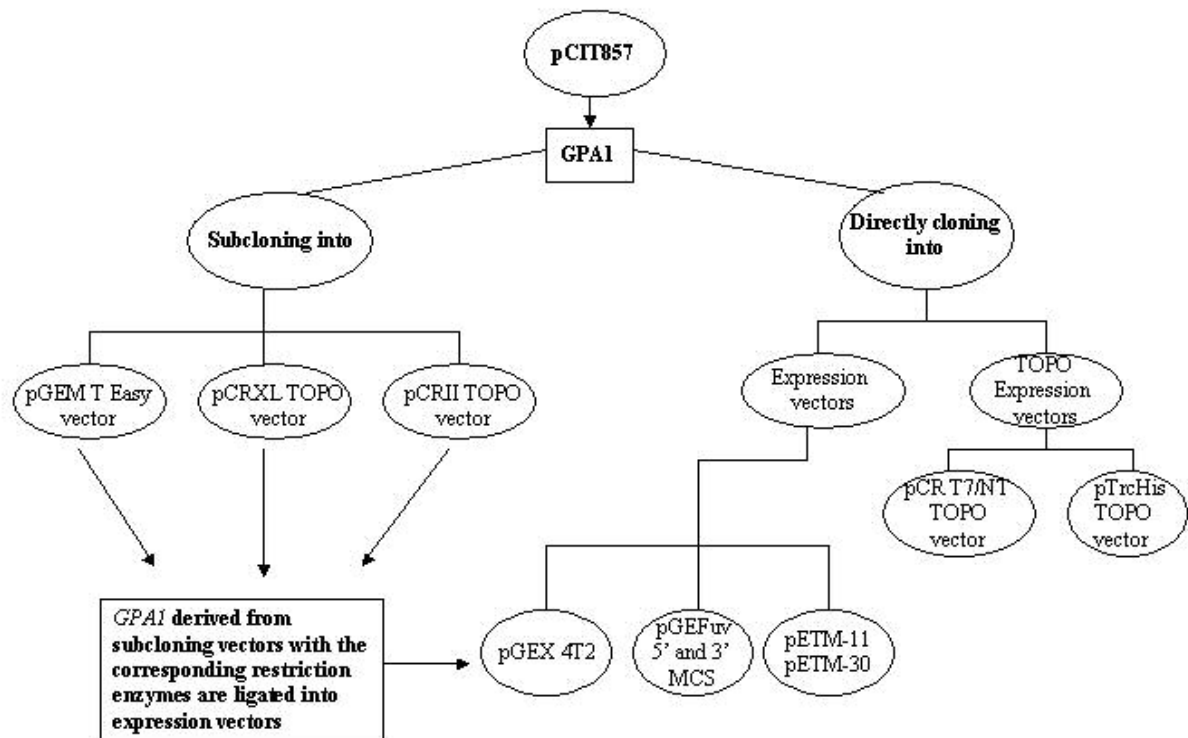 pCIT857
GPA1
Subcloning into
Directly cloning
into
pGEM T Easy
vector
pCRXL TOPO
vector
pCRII TOPO
vector
Expression
vectors
TOPO
Expression
vectors
pCR T7/NT
TOPO
vector
pTrcHis
TOPO
vector
GPA1 derived from
subcloning vectors with the
corresponding restriction
enzymes are ligated into
expression vectors
pGEX 4T2
pGEFuv
5’ and 3’
MCS
pETM-11
pETM-30